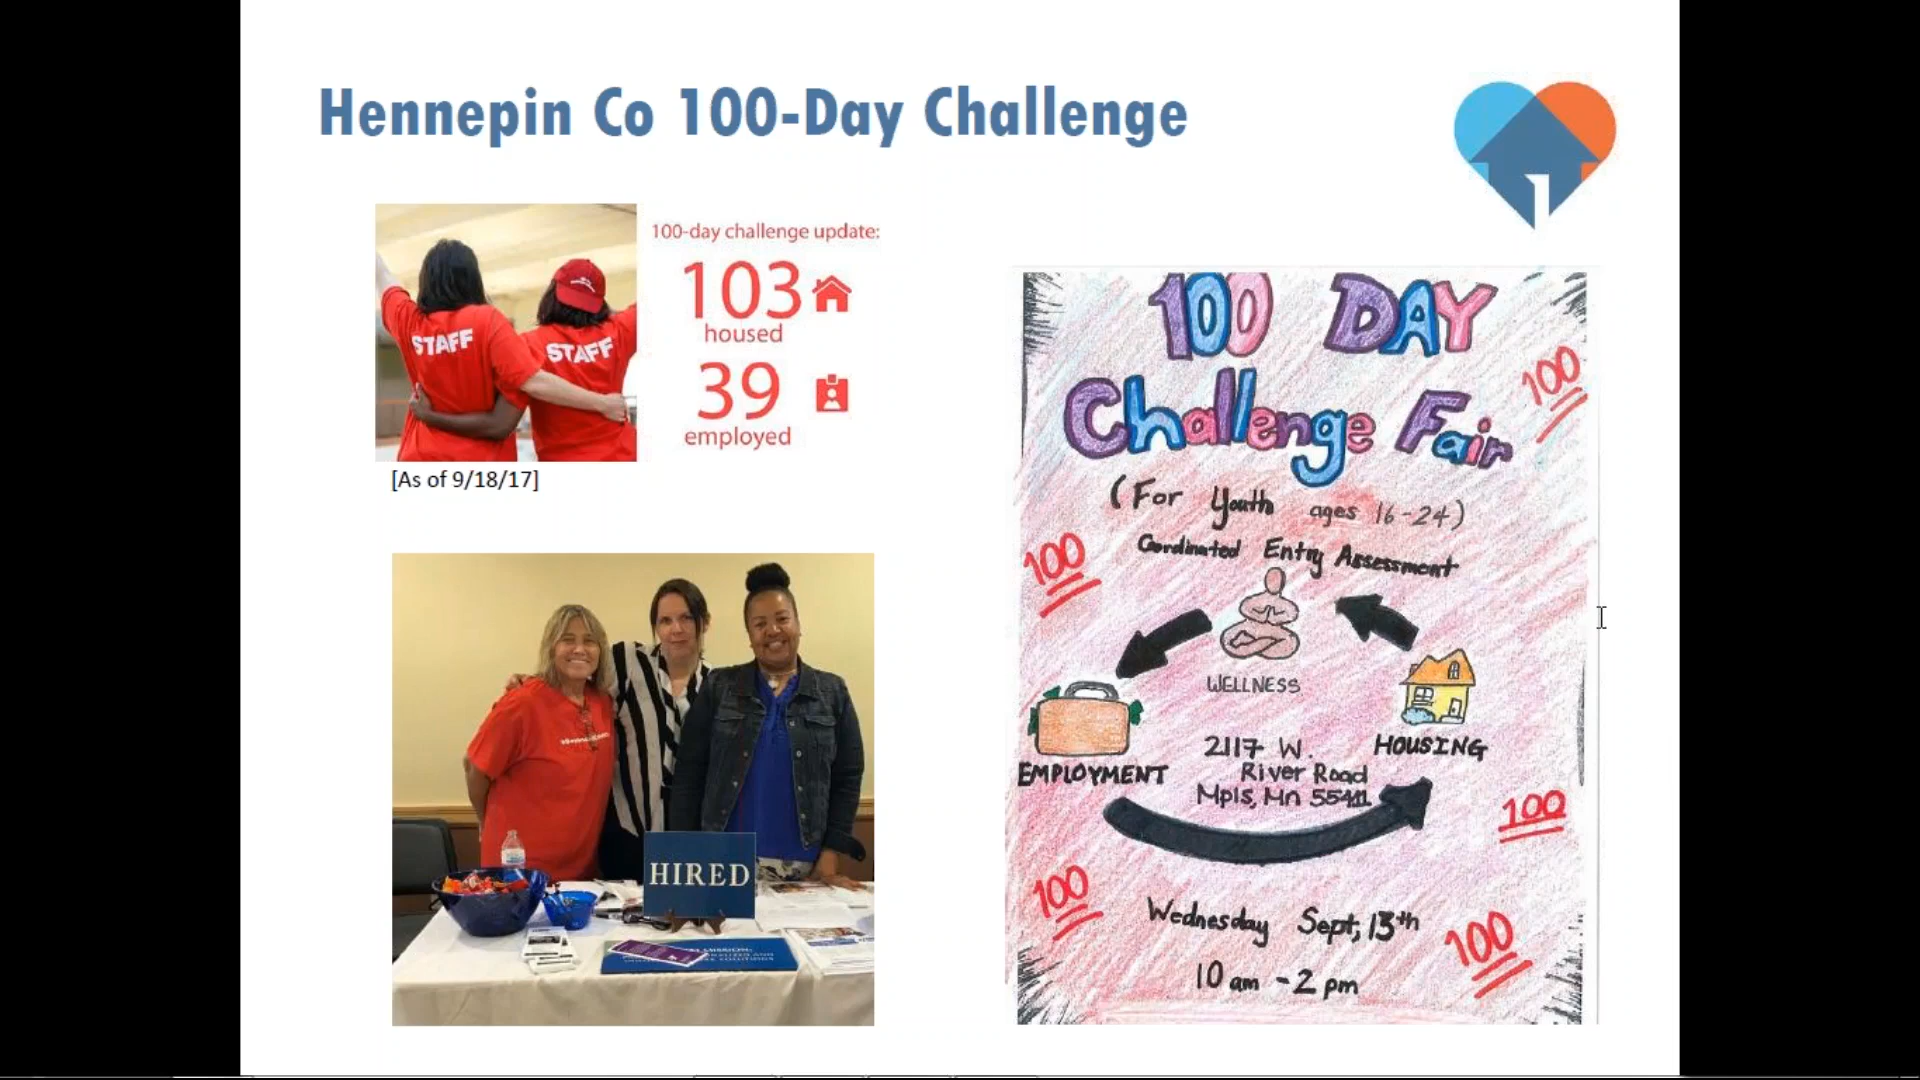 Hennepin Co 100-Day Challenge
STAFF
STAFF
100-day challenge update:
103
housed
39
employed
[As of 9/18/17]
HIRED
100 DAY
Challenge Fair
100
(For Youth ages 16-24)
Coordinated Entry Assessment
100
WELLNESS
EMPLOYMENT
HOUSING
2117 W.
River Road
Mpls, Mn 55411
100
100
Wednesday Sept, 13th
100
10 am - 2 pm